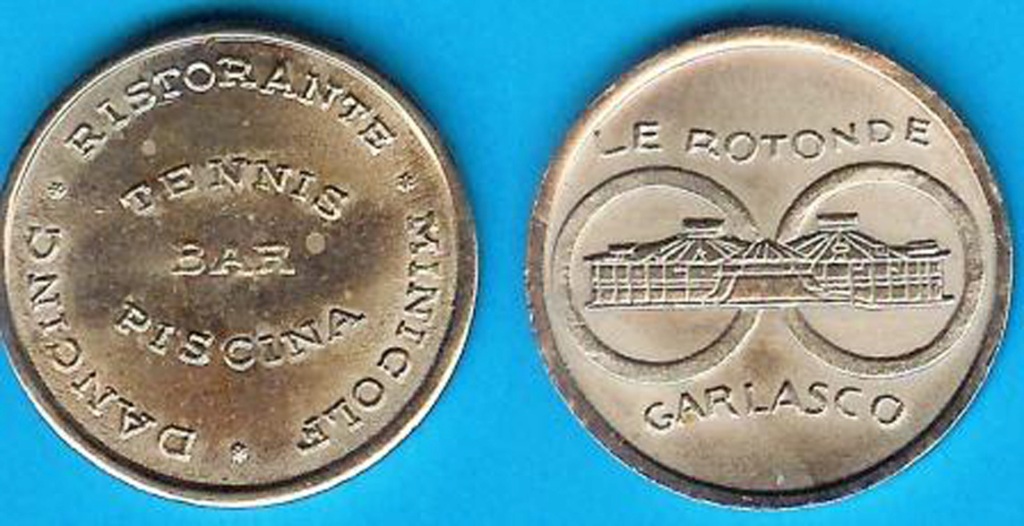 DANCING * RISTORANTE * MINIGOLF *
TENNIS
BAR
PISCINA
LE ROTONDE
GARLASCO